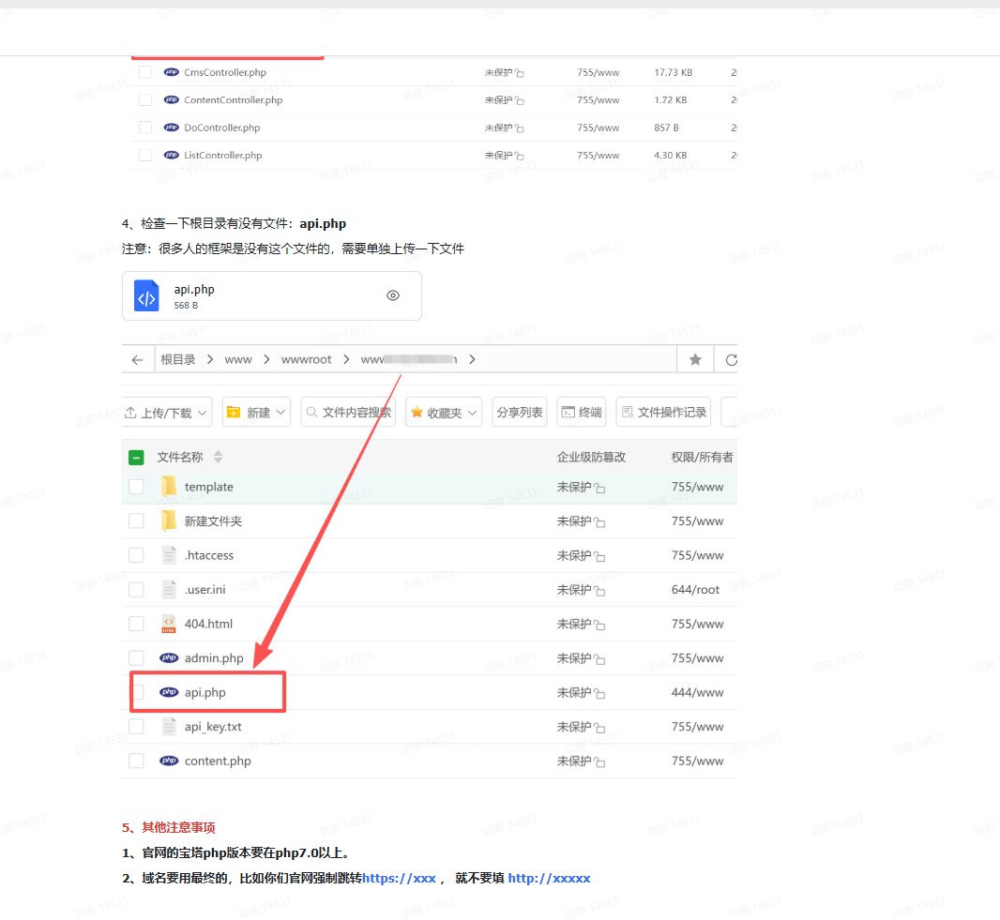 CmsController.php 未保护 755/www 17.73 KB 2
ContentController.php 未保护 755/www 1.72 KB 2
DoController.php 未保护 755/www 857 B 2
ListController.php 未保护 755/www 4.30 KB 2
4、检查一下根目录有没有文件：api.php
注意：很多人的框架是没有这个文件的，需要单独上传一下文件
api.php
568 B
根目录 www wwwroot www
上传/下载 新建 文件内容搜索 收藏夹 分享列表 终端 文件操作记录
文件名称 企业级防篡改 权限/所有者
template 未保护 755/www
新建文件夹 未保护 755/www
.htaccess 未保护 755/www
.user.ini 未保护 644/root
404.html 未保护 755/www
admin.php 未保护 755/www
api.php 未保护 444/www
api_key.txt 未保护 755/www
content.php 未保护 755/www
5、其他注意事项
1、官网的宝塔php版本要在php7.0以上。
2、域名要用最终的，比如你们官网强制跳转https://xxx ， 就不要填 http://xxxxx
访客 14531